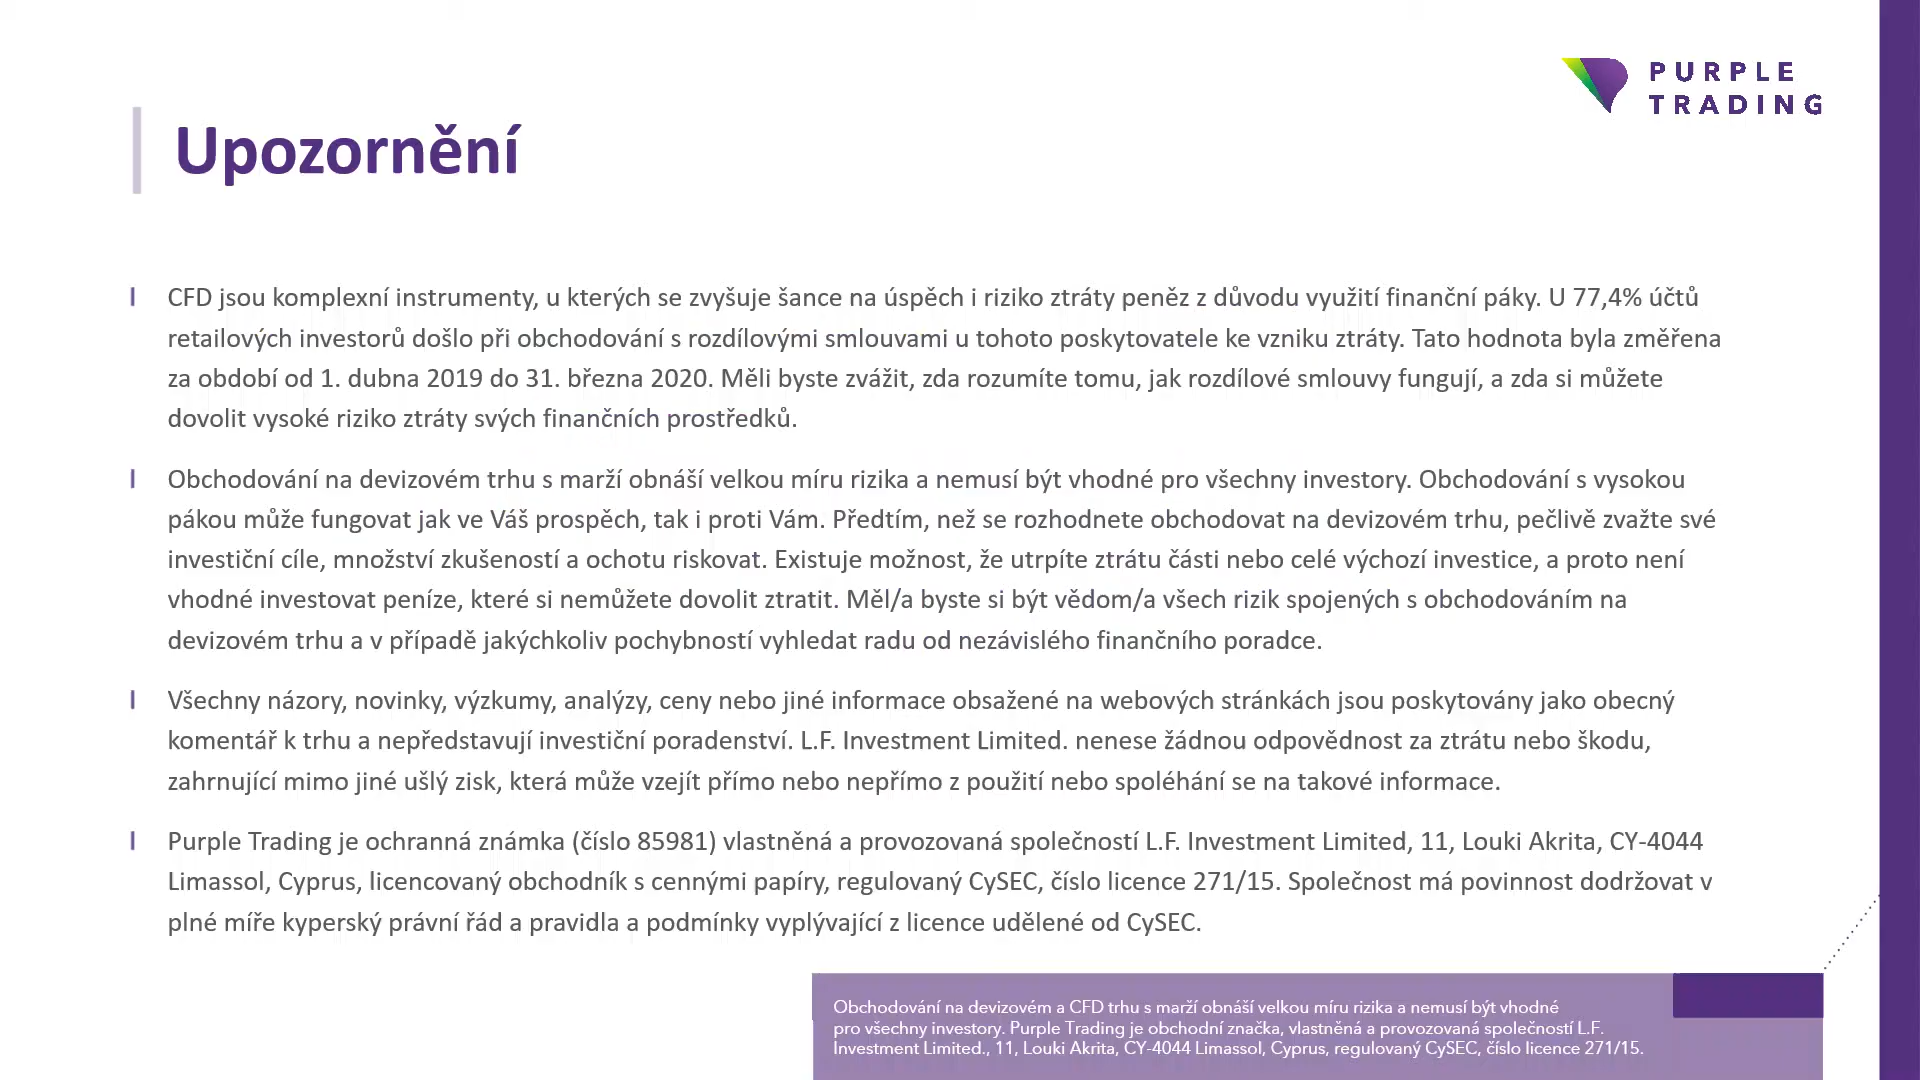 PURPLE
TRADING
Upozornění
CFD jsou komplexní instrumenty, u kterých se zvyšuje šance na úspěch i riziko ztráty peněz z důvodu využití finanční páky. U 77,4% účtů
retailových investorů došlo při obchodování s rozdílovými smlouvami u tohoto poskytovatele ke vzniku ztráty. Tato hodnota byla změřena
za období od 1. dubna 2019 do 31. března 2020. Měli byste zvážit, zda rozumíte tomu, jak rozdílové smlouvy fungují, a zda si můžete
dovolit vysoké riziko ztráty svých finančních prostředků.
Obchodování na devizovém trhu s marží obnáší velkou míru rizika a nemusí být vhodné pro všechny investory. Obchodování s vysokou
pákou může fungovat jak ve Váš prospěch, tak i proti Vám. Předtím, než se rozhodnete obchodovat na devizovém trhu, pečlivě zvažte své
investiční cíle, množství zkušeností a ochotu riskovat. Existuje možnost, že utrpíte ztrátu části nebo celé výchozí investice, a proto není
vhodné investovat peníze, které si nemůžete dovolit ztratit. Měl/a byste si být vědom/a všech rizik spojených s obchodováním na
devizovém trhu a v případě jakýchkoliv pochybností vyhledat radu od nezávislého finančního poradce.
Všechny názory, novinky, výzkumy, analýzy, ceny nebo jiné informace obsažené na webových stránkách jsou poskytovány jako obecný
komentář k trhu a nepředstavují investiční poradenství. L.F. Investment Limited. nenese žádnou odpovědnost za ztrátu nebo škodu,
zahrnující mimo jiné ušlý zisk, která může vzejít přímo nebo nepřímo z použití nebo spoléhání se na takové informace.
Purple Trading je ochranná známka (číslo 85981) vlastněná a provozovaná společností L.F. Investment Limited, 11, Louki Akrita, CY-4044
Limassol, Cyprus, licencovaný obchodník s cennými papíry, regulovaný CySEC, číslo licence 271/15. Společnost má povinnost dodržovat v
plné míře kyperský právní řád a pravidla a podmínky vyplývající z licence udělené od CySEC.
Obchodování na devizovém a CFD trhu s marží obnáší velkou míru rizika a nemusí být vhodné
pro všechny investory. Purple Trading je obchodní značka, vlastněná a provozovaná společností L.F.
Investment Limited., 11, Louki Akrita, CY-4044 Limassol, Cyprus, regulovaný CySEC, číslo licence 271/15.